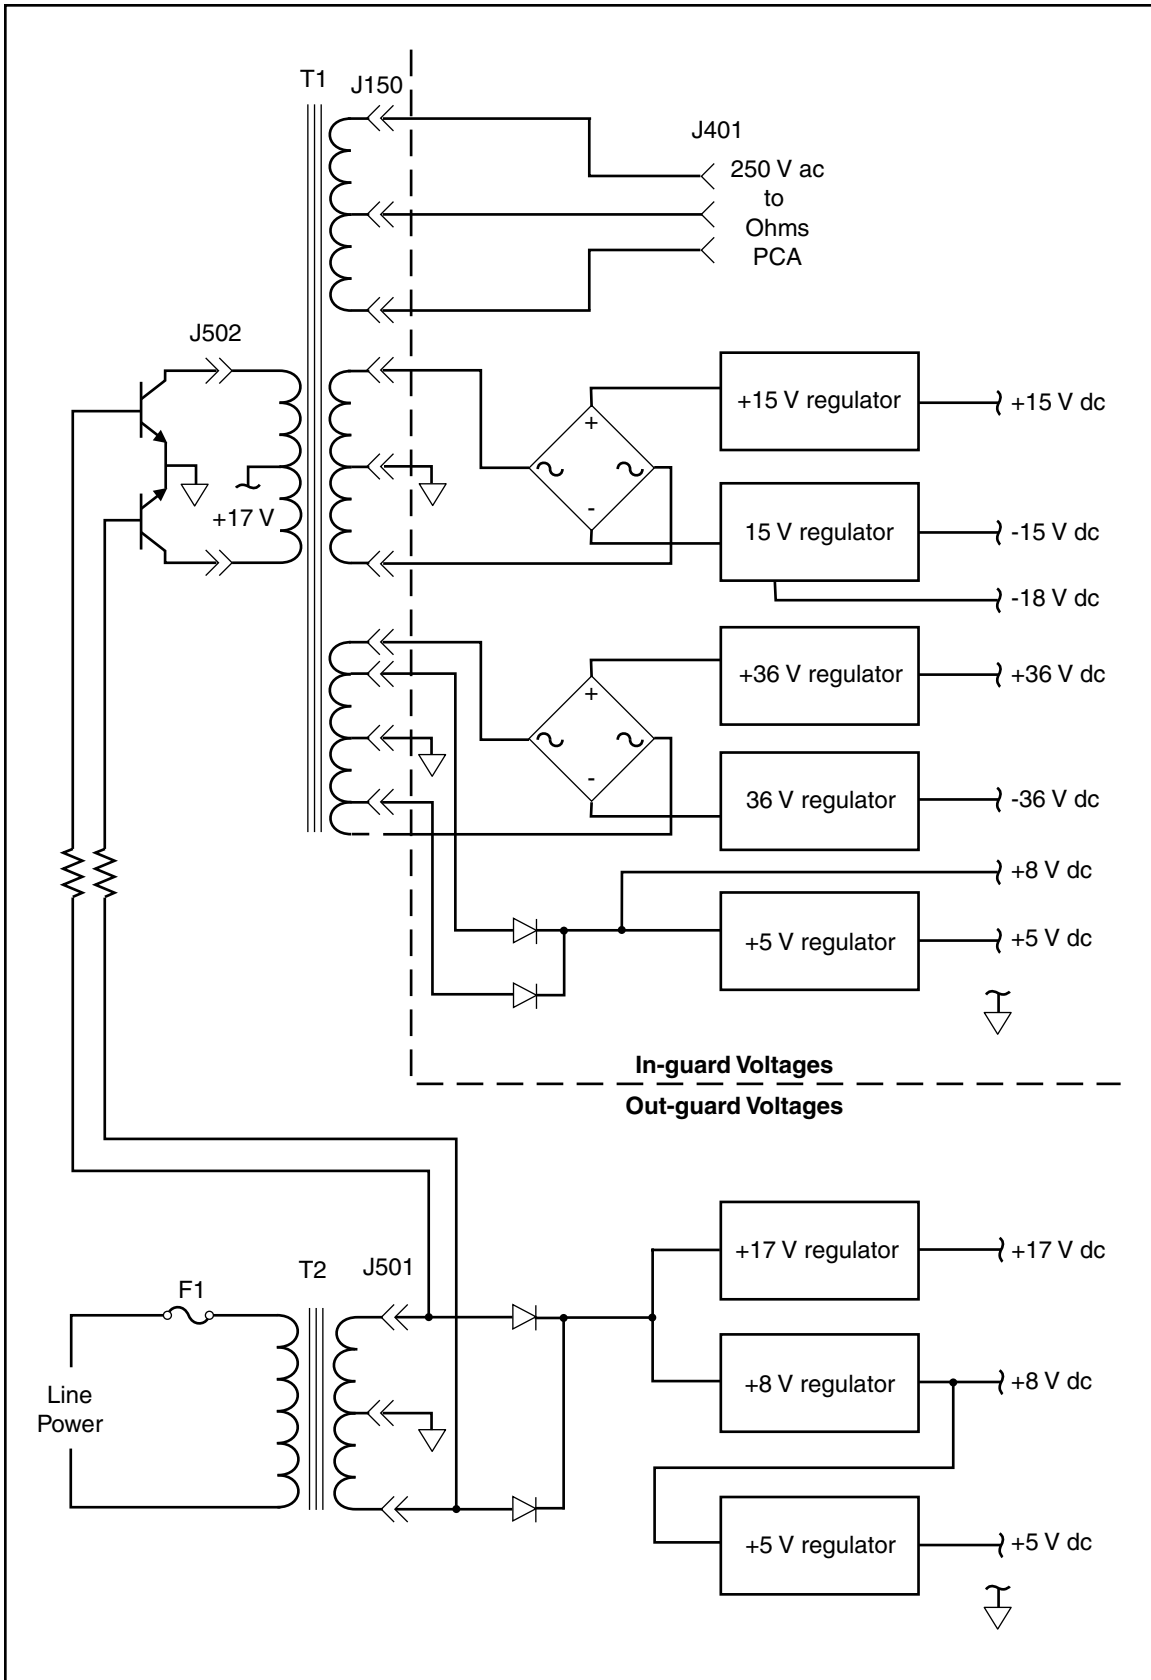 T1
J150
J401
250 V ac
to
Ohms
PCA
J502
+17 V
+
-
+15 V regulator
+15 V dc
15 V regulator
-15 V dc
-18 V dc
+
-
+36 V regulator
+36 V dc
36 V regulator
-36 V dc
+8 V dc
+5 V regulator
+5 V dc
In-guard Voltages
Out-guard Voltages
F1
T2
J501
Line
Power
+17 V regulator
+17 V dc
+8 V regulator
+8 V dc
+5 V regulator
+5 V dc